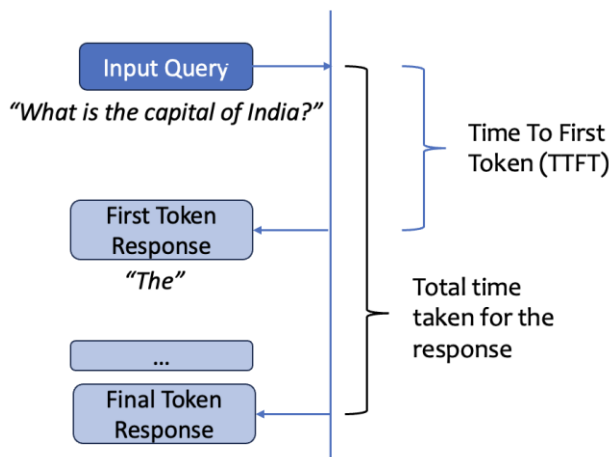 Input Query
“What is the capital of India?”
Time To First
Token (TTFT)
First Token
Response
“The”
Total time
taken for the
response
...
Final Token
Response